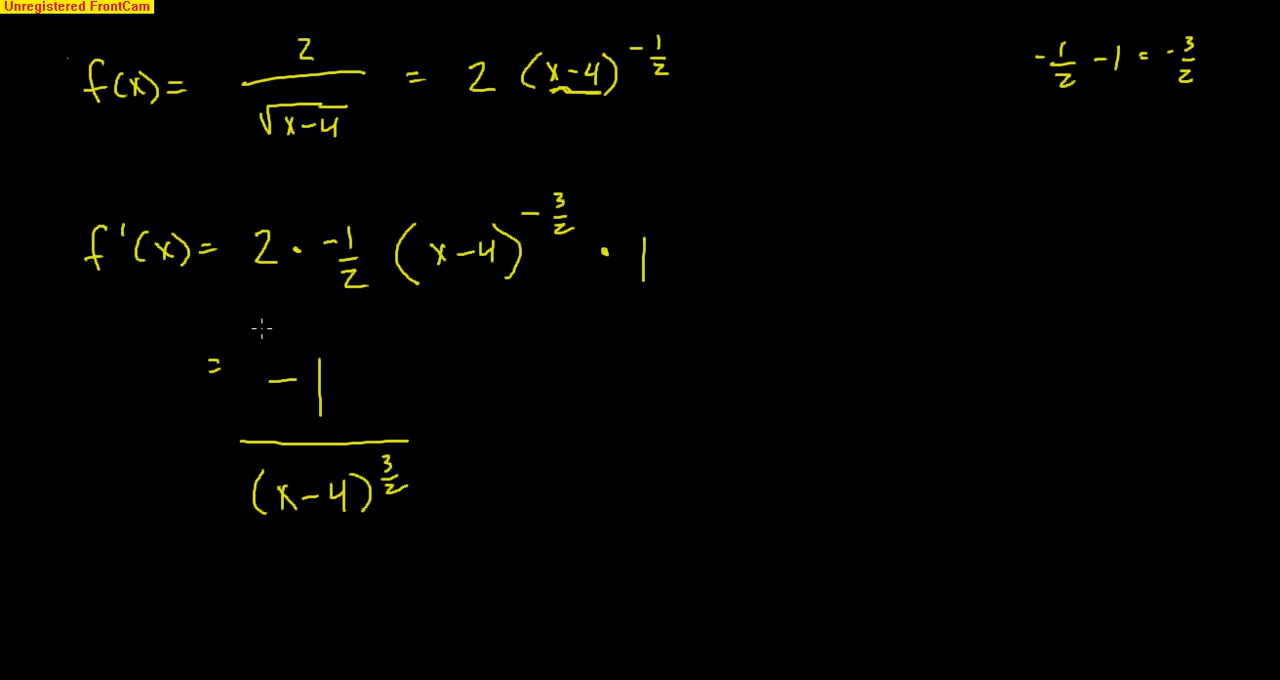 Unregistered FrontCam
f(x) = 2/√(x-4) = 2 (x-4)^(-1/2)
-1/2 - 1 = -3/2
f'(x) = 2 · -1/2 (x-4)^(-3/2) · 1
= -1/(x-4)^(3/2)